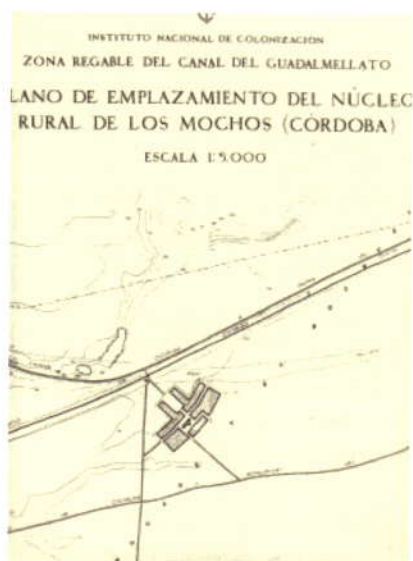 INSTITUTO NACIONAL DE COLONIZACIÓN
ZONA REGABLE DEL CANAL DEL GUADALMELLATO
LANO DE EMPLAZAMIENTO DEL NÚCLEO
RURAL DE LOS MOCHOS (CÓRDOBA)
ESCALA 1:5.000